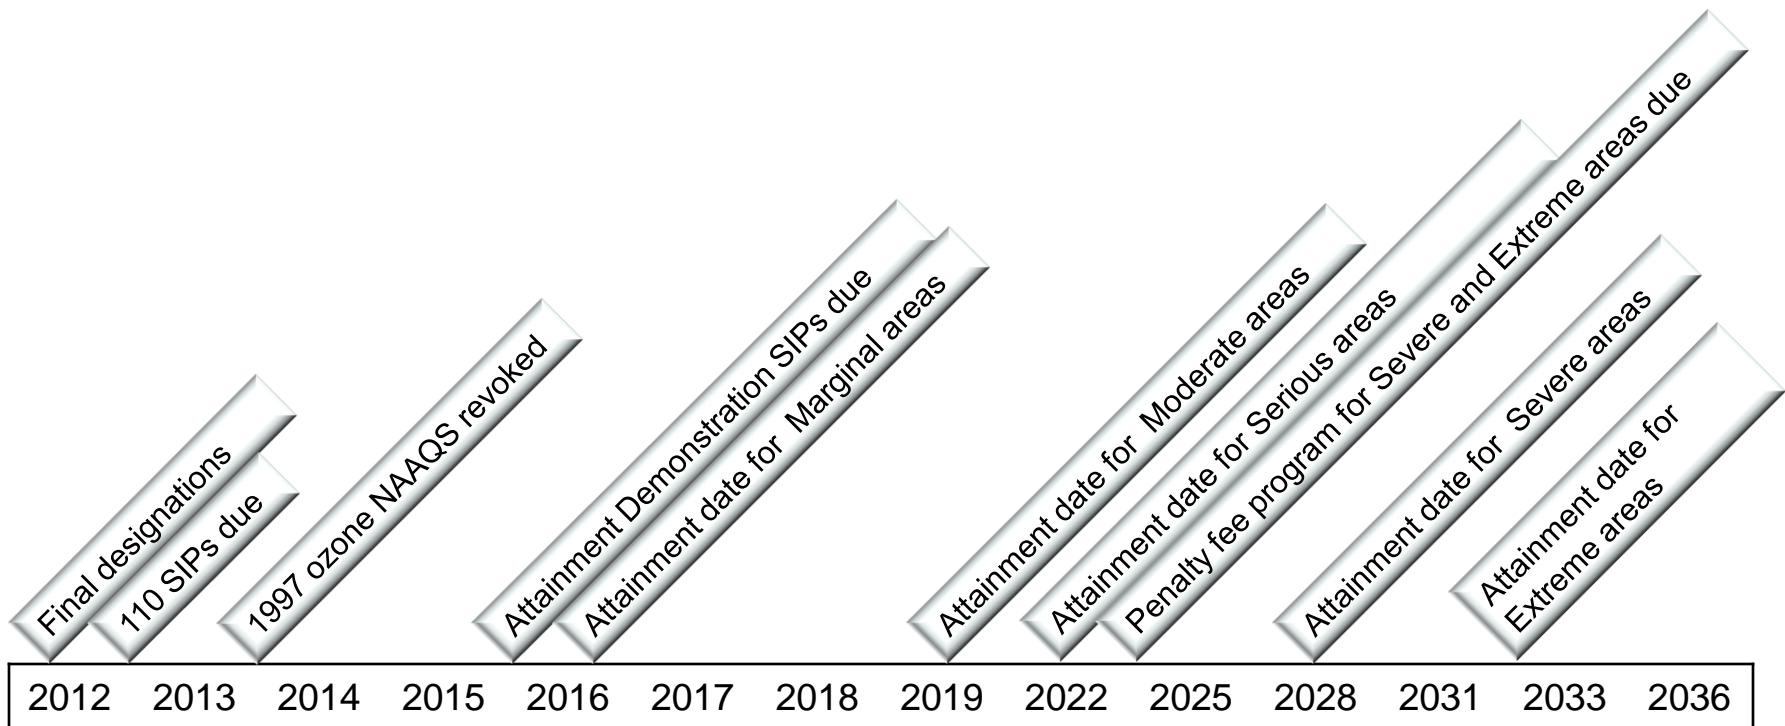 Final designations
110 SIPs due
1997 ozone NAAQS revoked
Attainment Demonstration SIPs due
Attainment date for  Marginal areas
Attainment date for  Moderate areas
Attainment date for Serious areas
Penalty fee program for Severe and Extreme areas due
Attainment date for  Severe areas
Attainment date for
Extreme areas
2012 2013 2014 2015 2016 2017 2018 2019 2022 2025 2028 2031 2033 2036